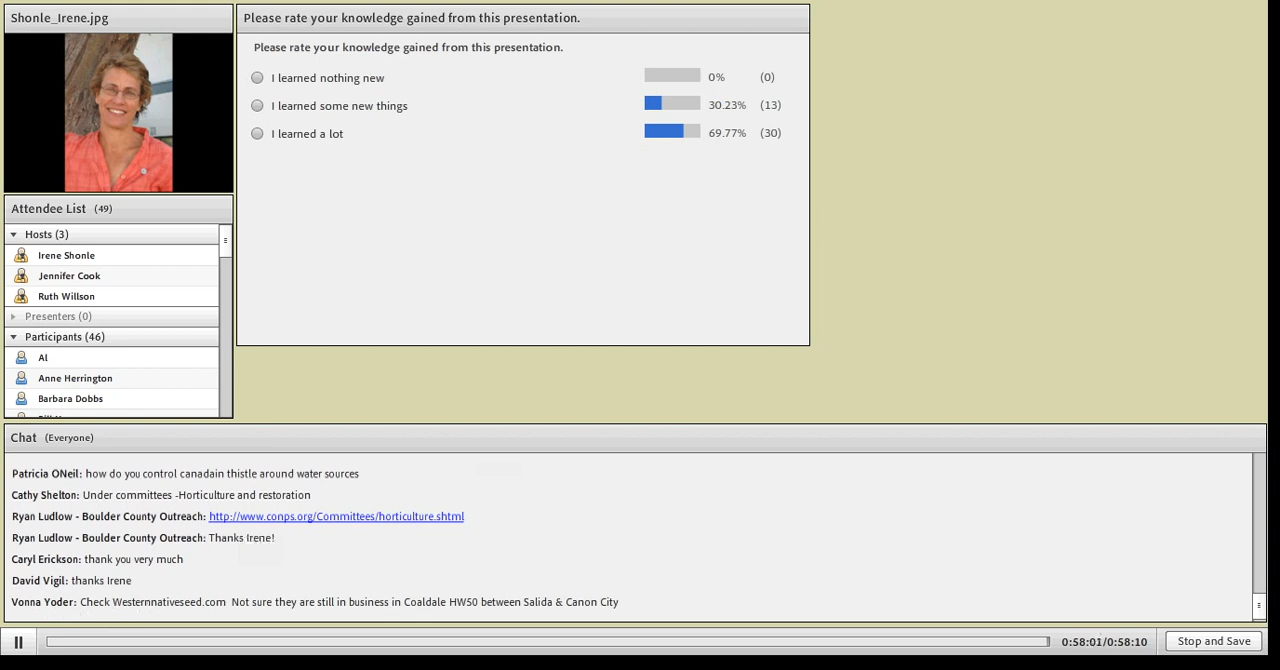 Shonle_Irene.jpg
Please rate your knowledge gained from this presentation.
Please rate your knowledge gained from this presentation.
I learned nothing new 0% (0)
I learned some new things 30.23% (13)
I learned a lot 69.77% (30)
Attendee List (49)
Hosts (3)
Irene Shonle
Jennifer Cook
Ruth Willson
Presenters (0)
Participants (46)
Al
Anne Herrington
Barbara Dobbs
Chat (Everyone)
Patricia ONeil: how do you control canadain thistle around water sources
Cathy Shelton: Under committees -Horticulture and restoration
Ryan Ludlow - Boulder County Outreach: http://www.conps.org/Committees/horticulture.shtml
Ryan Ludlow - Boulder County Outreach: Thanks Irene!
Caryl Erickson: thank you very much
David Vigil: thanks Irene
Vonna Yoder: Check Westernnativeseed.com Not sure they are still in business in Coaldale HW50 between Salida & Canon City
0:58:01/0:58:10
Stop and Save